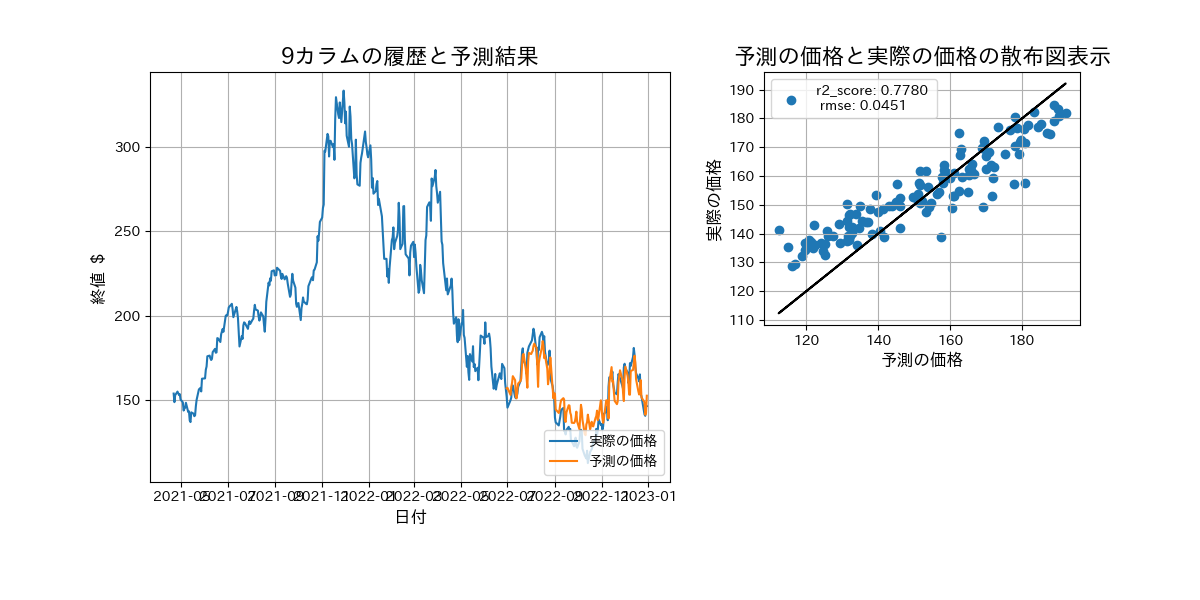 9カラムの履歴と予測結果
終値 $
300
250
200
150
2021-05
2021-07
2021-09
2021-11
2022-01
2022-03
2022-05
2022-07
2022-09
2022-11
2023-01
日付
実際の価格
予測の価格
予測の価格と実際の価格の散布図表示
実際の価格
190
180
170
160
150
140
130
120
110
r2_score: 0.7780
rmse: 0.0451
120
140
160
180
予測の価格